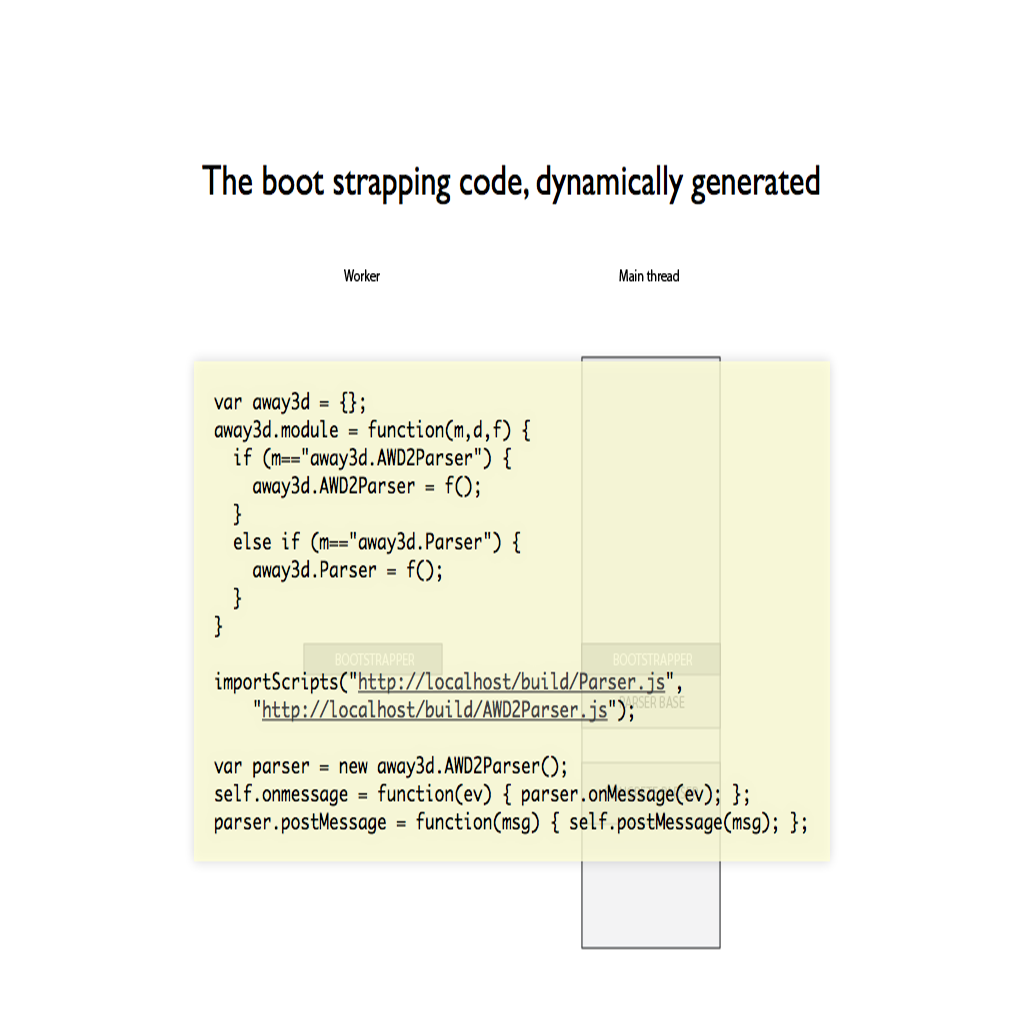 The boot strapping code, dynamically generated
Worker
Main thread
var away3d = {};
away3d.module = function(m,d,f) {
if (m=="away3d.AWD2Parser") {
away3d.AWD2Parser = f();
}
else if (m=="away3d.Parser") {
away3d.Parser = f();
}
}
BOOTSTRAPPER
BOOTSTRAPPER
importScripts("http://localhost/build/Parser.js",
PARSER BASE
"http://localhost/build/AWD2Parser.js");
var parser = new away3d.AWD2Parser();
self.onmessage = function(ev) { parser.onMessage(ev); };
parser.postMessage = function(msg) { self.postMessage(msg); };